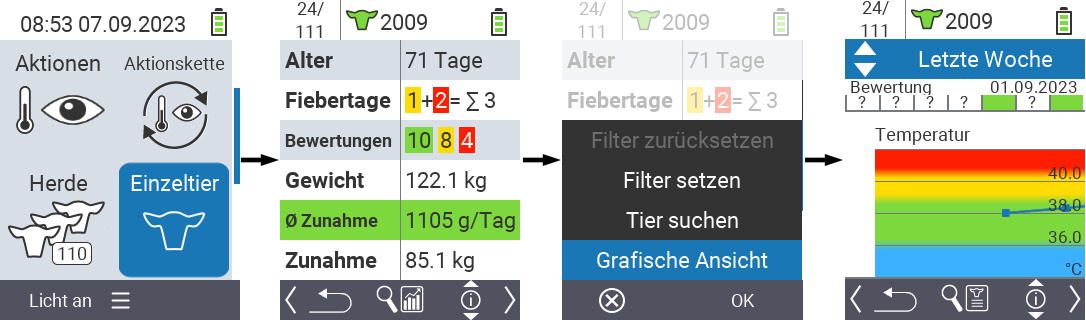 08:53 07.09.2023
Aktionen
Aktionskette
Herde
Einzeltier
110
Licht an
24/
111
2009
Alter 71 Tage
Fiebertage 1+2= ∑ 3
Bewertungen 10 8 4
Gewicht 122.1 kg
Ø Zunahme 1105 g/Tag
Zunahme 85.1 kg
24/
111
2009
Alter 71 Tage
Fiebertage 1+2= ∑ 3
Filter zurücksetzen
Filter setzen
Tier suchen
Grafische Ansicht
OK
24/
111
2009
Letzte Woche
Bewertung 01.09.2023
? ? ? ? ?
Temperatur
40.0
38.0
36.0
°C